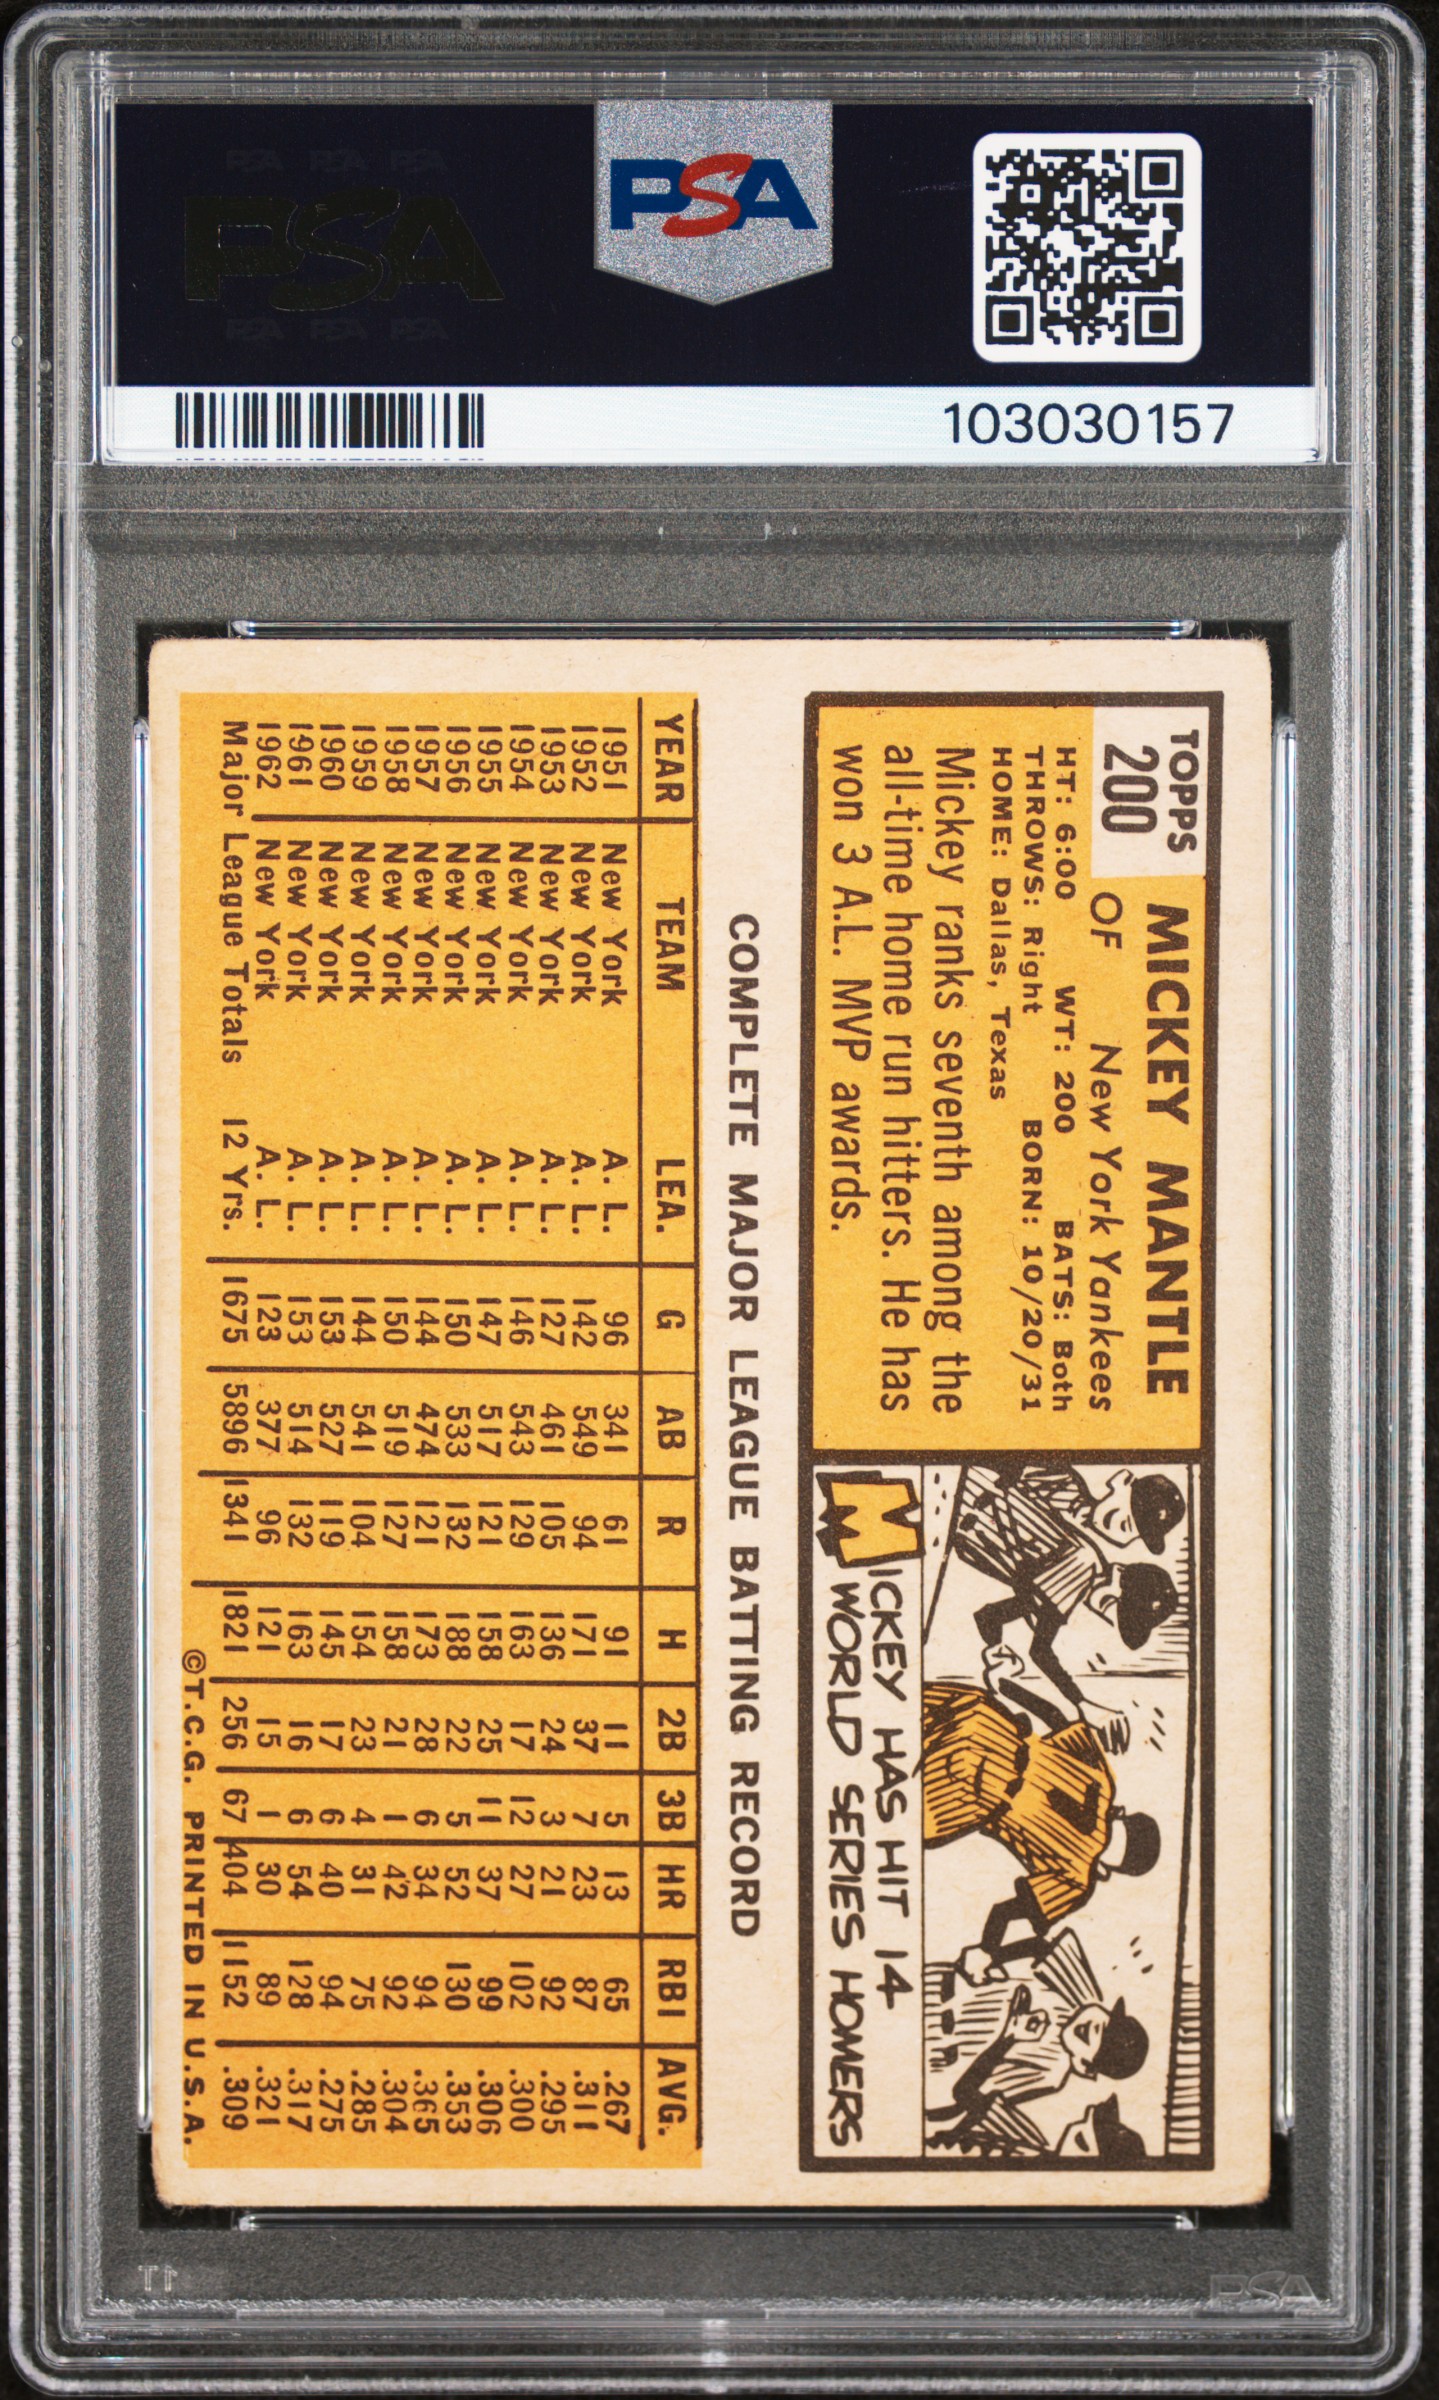 PSA PSA PSA
PSA
PSA PSA PSA
PSA
103030157
TOPPS
200
MICKEY MANTLE
OF New York Yankees
HT: 6:00 WT: 200 BATS: Both
THROWS: Right BORN: 10/20/31
HOME: Dallas, Texas
Mickey ranks seventh among the
all-time home run hitters. He has
won 3 A.L. MVP awards.
7
MICKEY HAS HIT 14
WORLD SERIES HOMERS
COMPLETE MAJOR LEAGUE BATTING RECORD
YEAR TEAM LEA. G AB R H 2B 3B HR RBI AVG.
1951 New York A. L. 96 341 61 91 11 5 13 65 .267
1952 New York A. L. 142 549 94 171 37 7 23 87 .311
1953 New York A. L. 127 461 105 136 24 3 21 92 .295
1954 New York A. L. 146 543 129 163 17 12 27 102 .300
1955 New York A. L. 147 517 121 158 25 11 37 99 .306
1956 New York A. L. 150 533 132 188 22 5 52 130 .353
1957 New York A. L. 144 474 121 173 28 6 34 94 .365
1958 New York A. L. 150 519 127 158 21 1 42 92 .304
1959 New York A. L. 144 541 104 154 23 4 31 75 .285
1960 New York A. L. 153 527 119 145 17 6 40 94 .275
1961 New York A. L. 153 514 132 163 16 6 54 128 .317
1962 New York A. L. 123 377 96 121 15 1 30 89 .321
Major League Totals 12 Yrs. 1675 5896 1341 1821 256 67 404 1152 .309
©T.C.G. PRINTED IN U.S.A.
PSA